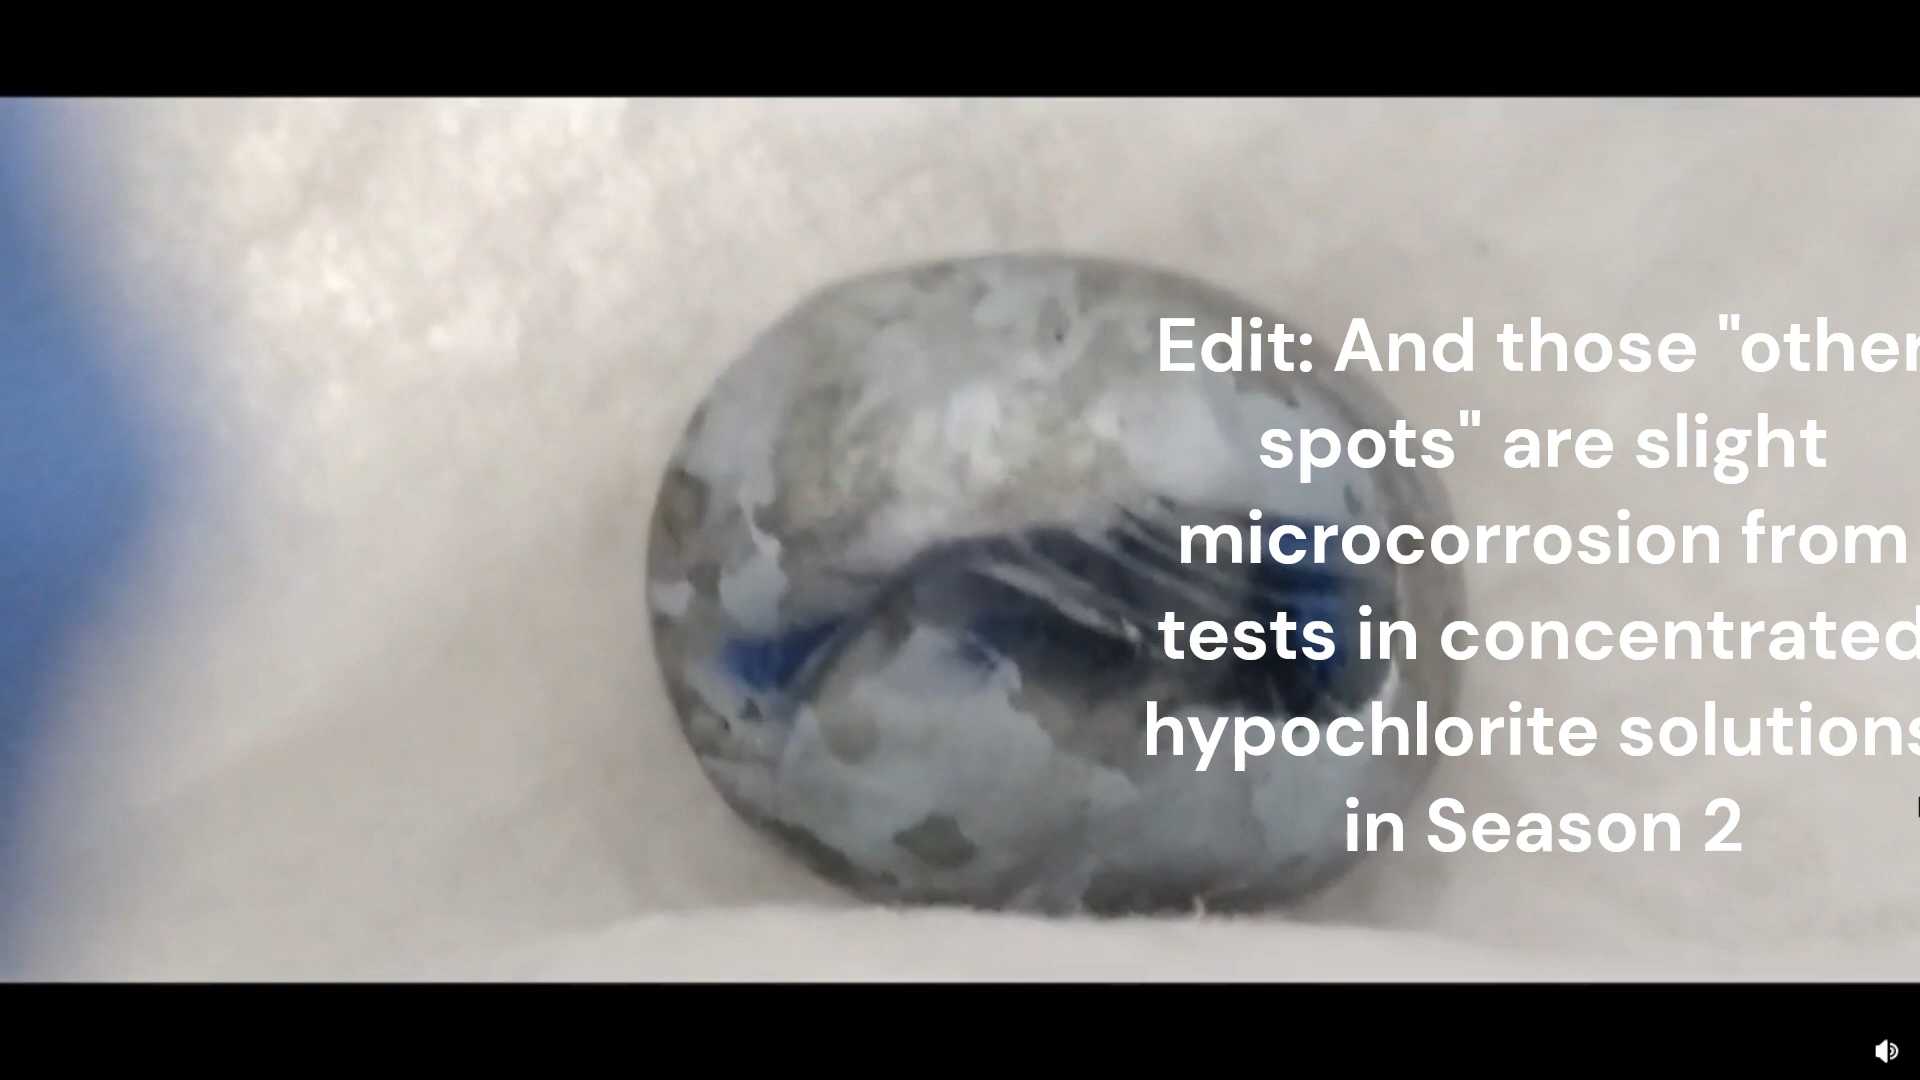 Edit: And those "other
spots" are slight
microcorrosion from
tests in concentrated
hypochlorite solutions
in Season 2